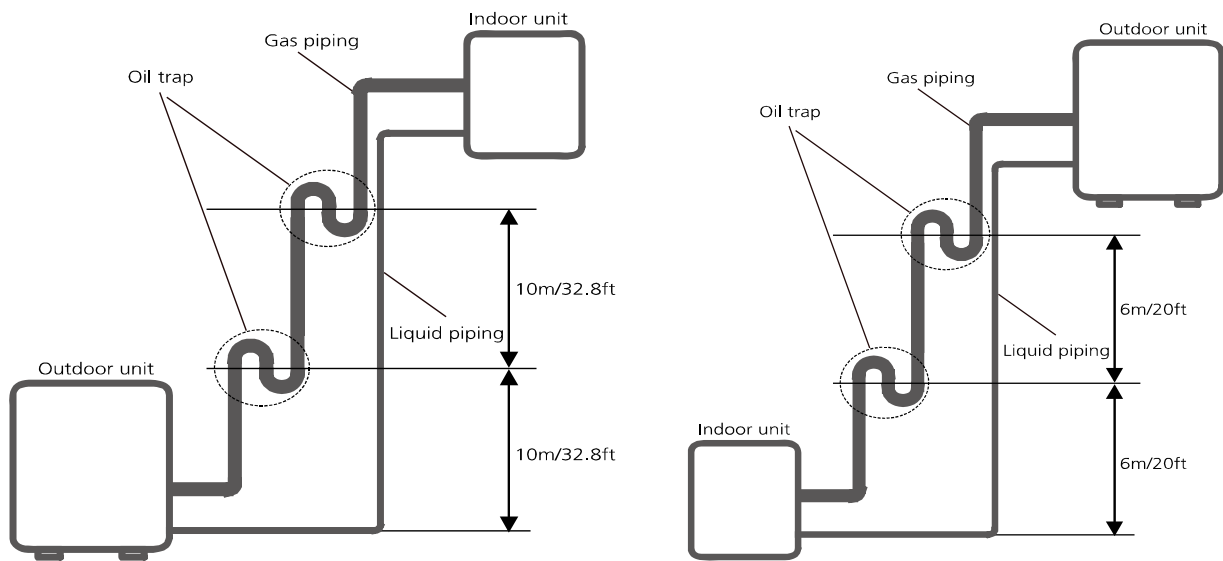 Indoor unit
Gas piping
Oil trap
10m/32.8ft
Liquid piping
Outdoor unit
10m/32.8ft
Outdoor unit
Gas piping
Oil trap
6m/20ft
Liquid piping
Indoor unit
6m/20ft